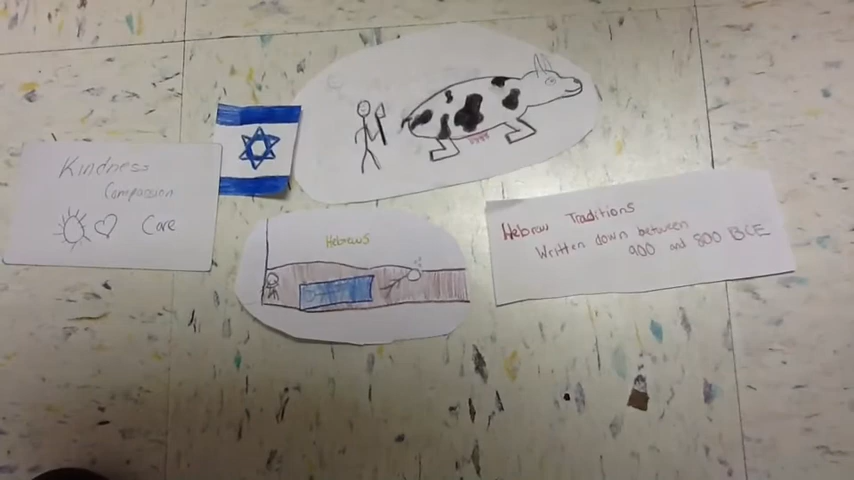 Kindness
Compassion
Care
Hebrews
Hebrew Traditions
Written down between
900 and 800 BCE